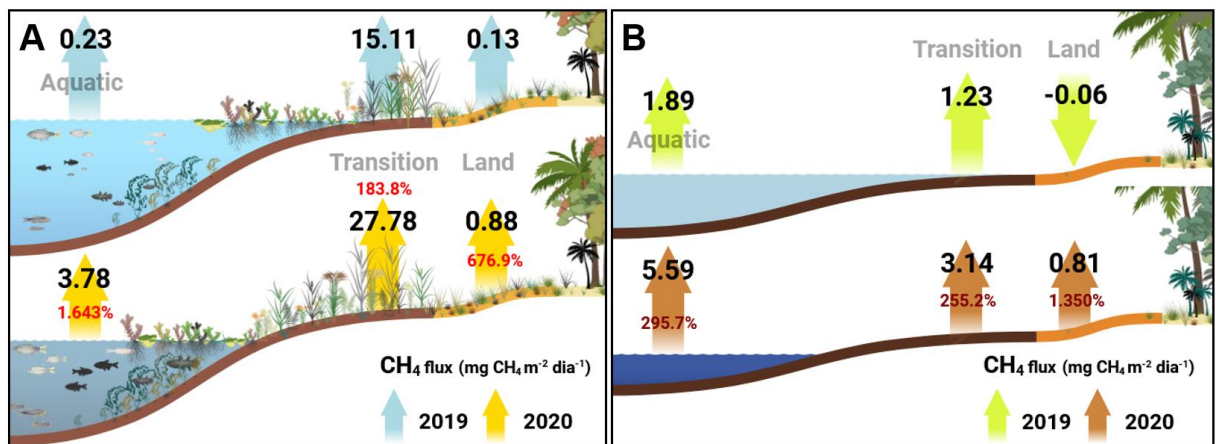 A
0.23
15.11
0.13
Aquatic
Transition
Land
183.8%
27.78
0.88
676.9%
3.78
1.643%
CH₄ flux (mg CH₄ m⁻² dia⁻¹)
2019
2020
B
Transition
Land
1.89
1.23
-0.06
Aquatic
5.59
3.14
0.81
295.7%
255.2%
1.350%
CH₄ flux (mg CH₄ m⁻² dia⁻¹)
2019
2020